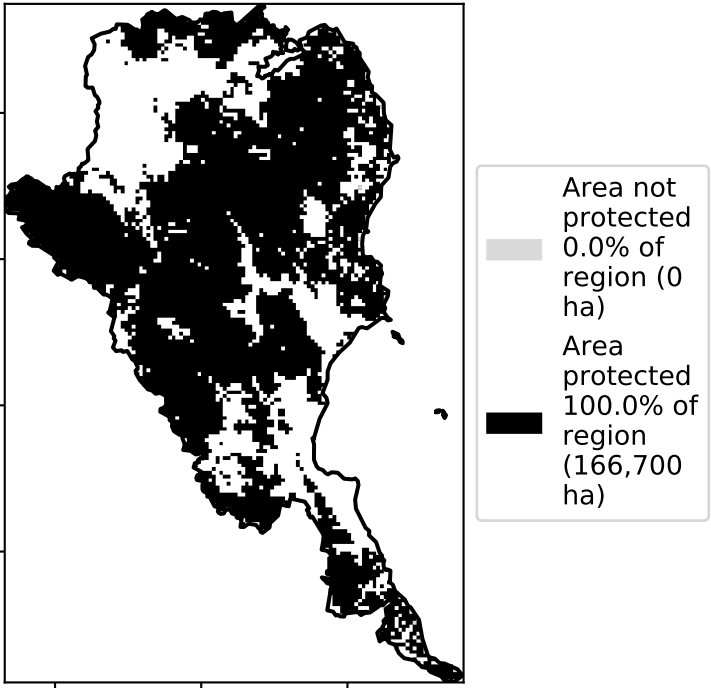 Area not
protected
0.0% of
region (0
ha)
Area
protected
100.0% of
region
(166,700
ha)